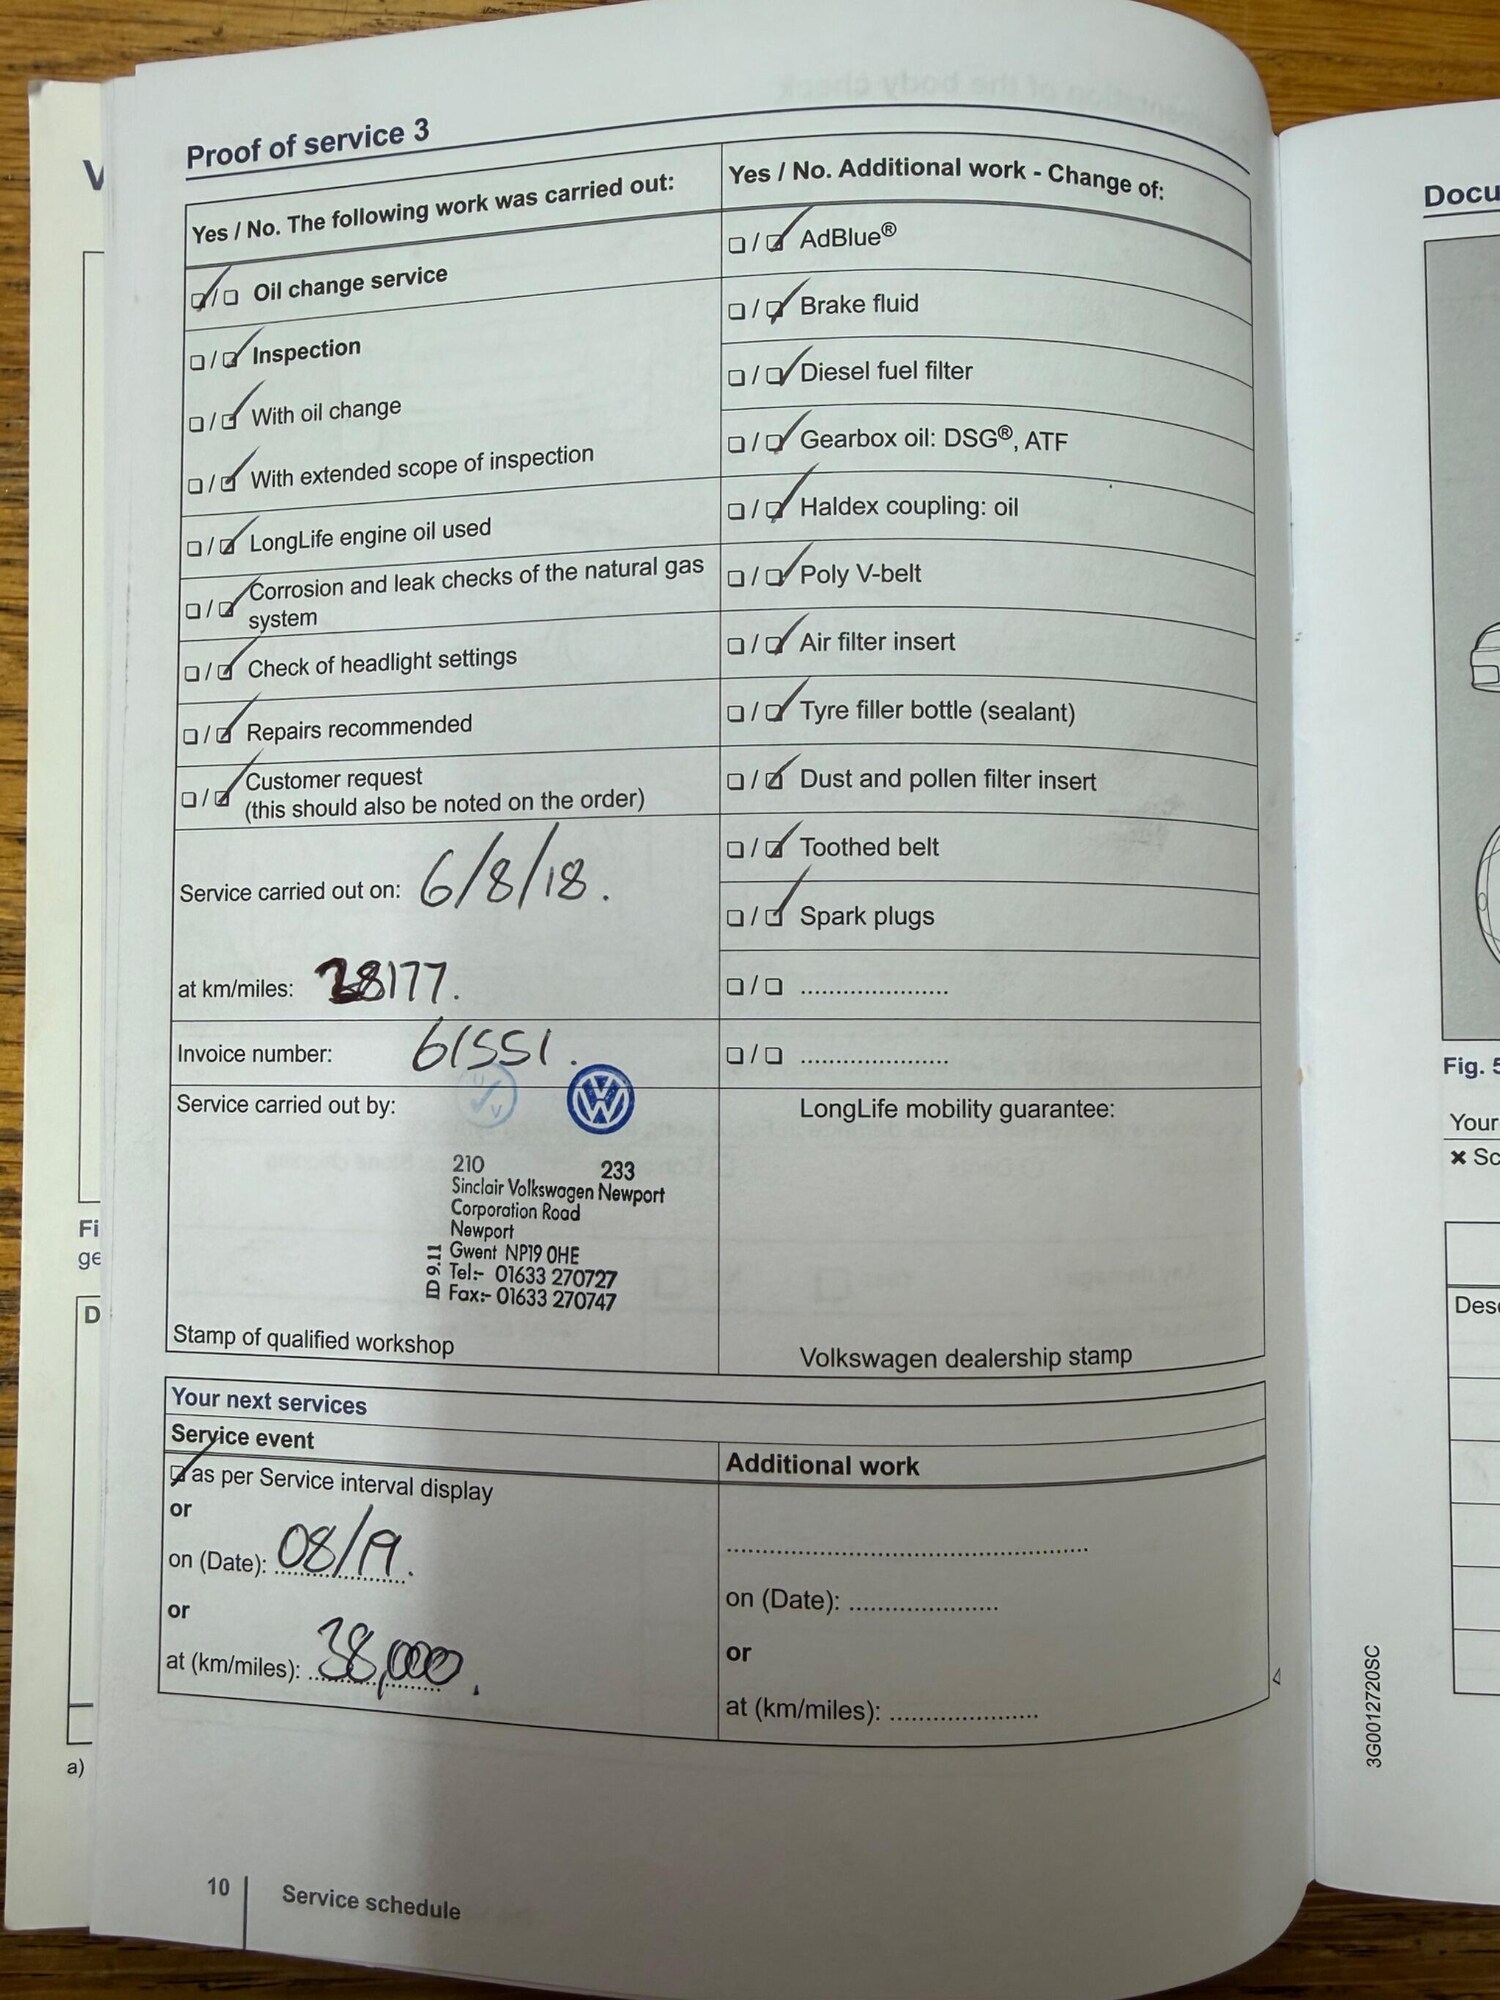 Proof of service 3
Yes / No. The following work was carried out:
☑/☐ Oil change service
☐/☑ Inspection
☐/☑ With oil change
☐/☑ With extended scope of inspection
☐/☑ LongLife engine oil used
☐/☑ Corrosion and leak checks of the natural gas
system
☐/☑ Check of headlight settings
☐/☑ Repairs recommended
☐/☑ Customer request
(this should also be noted on the order)
Service carried out on: 6/8/18.
at km/miles: 28177.
Invoice number: 61551.
Service carried out by:
VW
210 233
Sinclair Volkswagen Newport
Corporation Road
Newport
Gwent NP19 0HE
Tel:- 01633 270727
Fax:- 01633 270747
ID 9.11
Stamp of qualified workshop
Yes / No. Additional work - Change of:
☐/☑ AdBlue®
☐/☑ Brake fluid
☐/☑ Diesel fuel filter
☐/☑ Gearbox oil: DSG®, ATF
☐/☑ Haldex coupling: oil
☐/☑ Poly V-belt
☐/☑ Air filter insert
☐/☑ Tyre filler bottle (sealant)
☐/☑ Dust and pollen filter insert
☐/☑ Toothed belt
☐/☑ Spark plugs
☐/☐ .....................
☐/☐ .....................
LongLife mobility guarantee:
Volkswagen dealership stamp
Your next services
Service event
☑ as per Service interval display
or
on (Date): 08/19.
or
at (km/miles): 38,000.
Additional work
on (Date): .....................
or
at (km/miles): .....................
10 Service schedule
V
Fi
ge
D
a)
Docu
Fig. 5
Your
✖ Sc
Desc
3G0012720SC